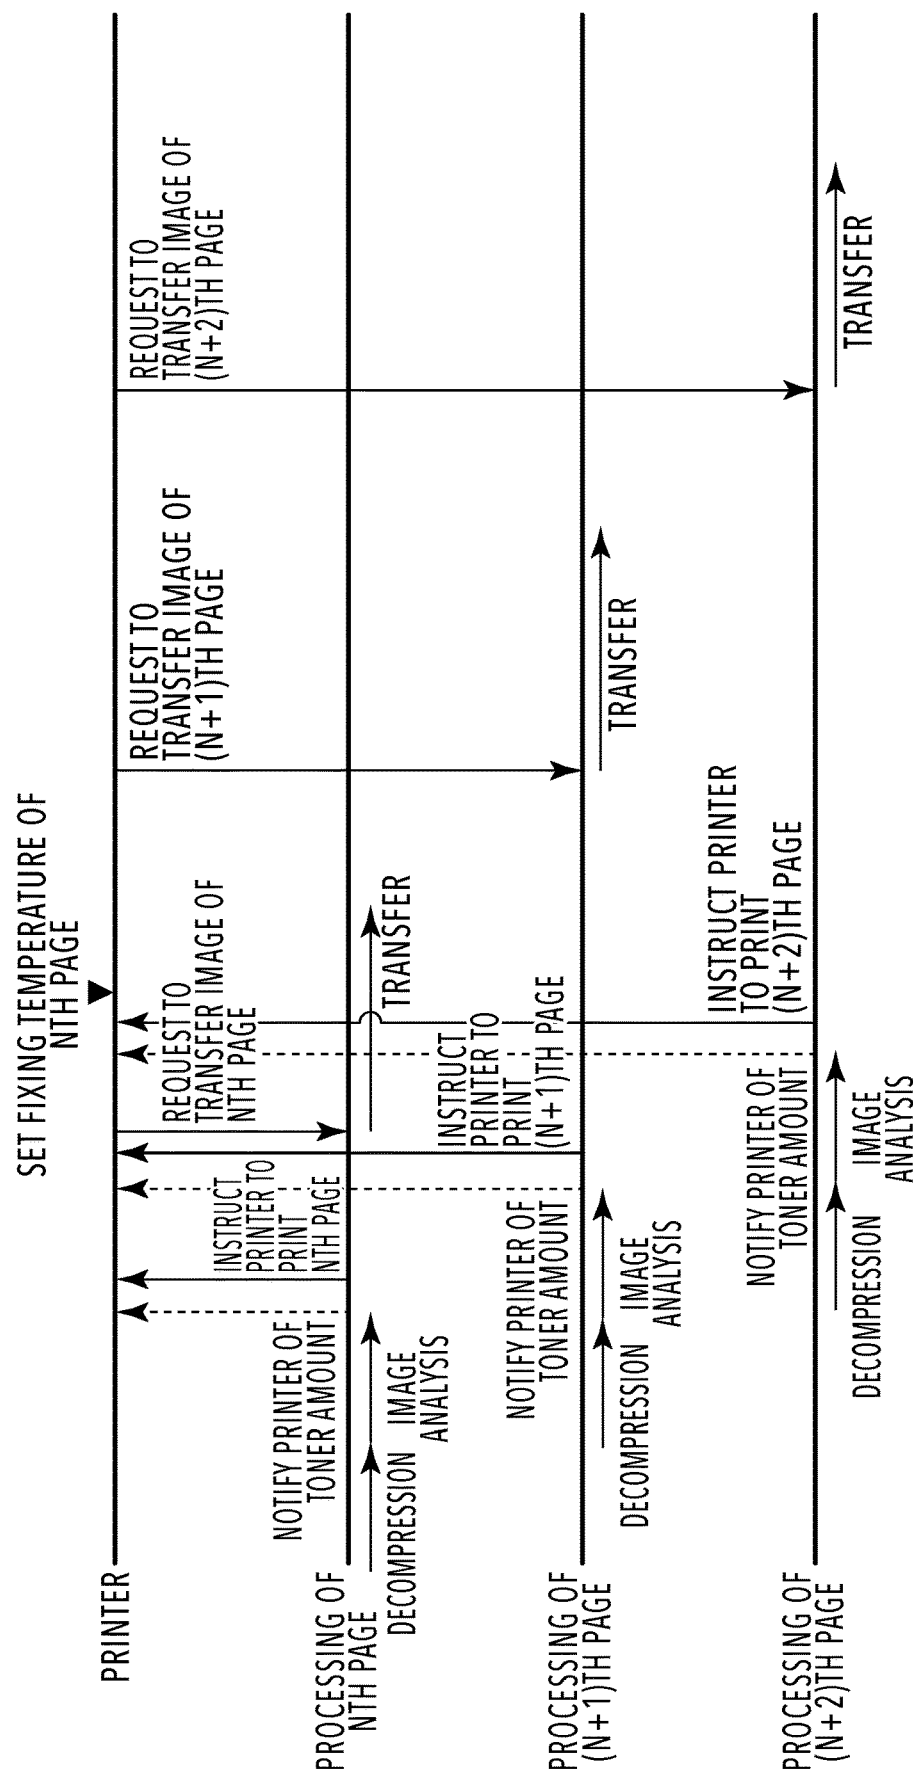 SET FIXING TEMPERATURE OF
NTH PAGE
PRINTER
REQUEST TO
TRANSFER IMAGE OF
NTH PAGE
REQUEST TO
TRANSFER IMAGE OF
(N+1)TH PAGE
REQUEST TO
TRANSFER IMAGE OF
(N+2)TH PAGE
INSTRUCT
PRINTER TO
PRINT
NTH PAGE
NOTIFY PRINTER OF
TONER AMOUNT
PROCESSING OF
NTH PAGE
DECOMPRESSION
IMAGE
ANALYSIS
TRANSFER
INSTRUCT
PRINTER TO
PRINT
(N+1)TH PAGE
NOTIFY PRINTER OF
TONER AMOUNT
PROCESSING OF
(N+1)TH PAGE
DECOMPRESSION
IMAGE
ANALYSIS
TRANSFER
INSTRUCT PRINTER
TO PRINT
(N+2)TH PAGE
NOTIFY PRINTER OF
TONER AMOUNT
PROCESSING OF
(N+2)TH PAGE
DECOMPRESSION
IMAGE
ANALYSIS
TRANSFER